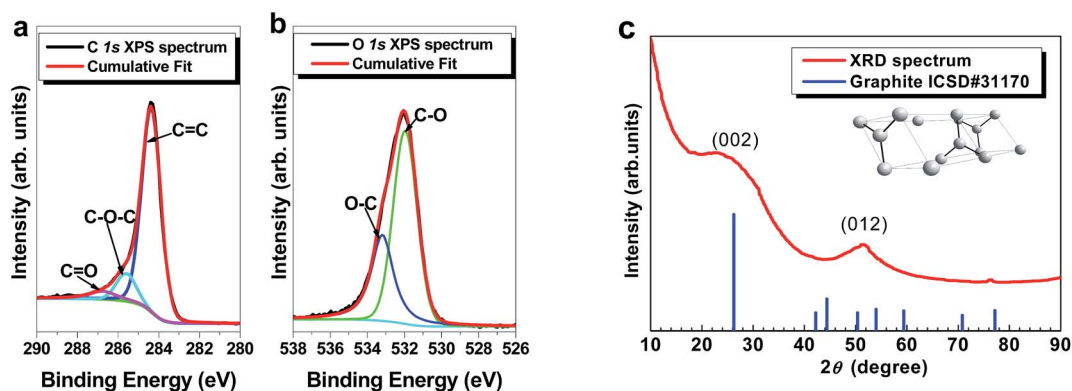 a
C 1s XPS spectrum
Cumulative Fit
C=C
C-O-C
C=O
Intensity (arb. units)
290 288 286 284 282 280
Binding Energy (eV)
b
O 1s XPS spectrum
Cumulative Fit
C-O
O-C
Intensity (arb. units)
538 536 534 532 530 528 526
Binding Energy (eV)
c
XRD spectrum
Graphite ICSD#31170
(002)
(012)
Intensity (arb.units)
10 20 30 40 50 60 70 80 90
2θ (degree)